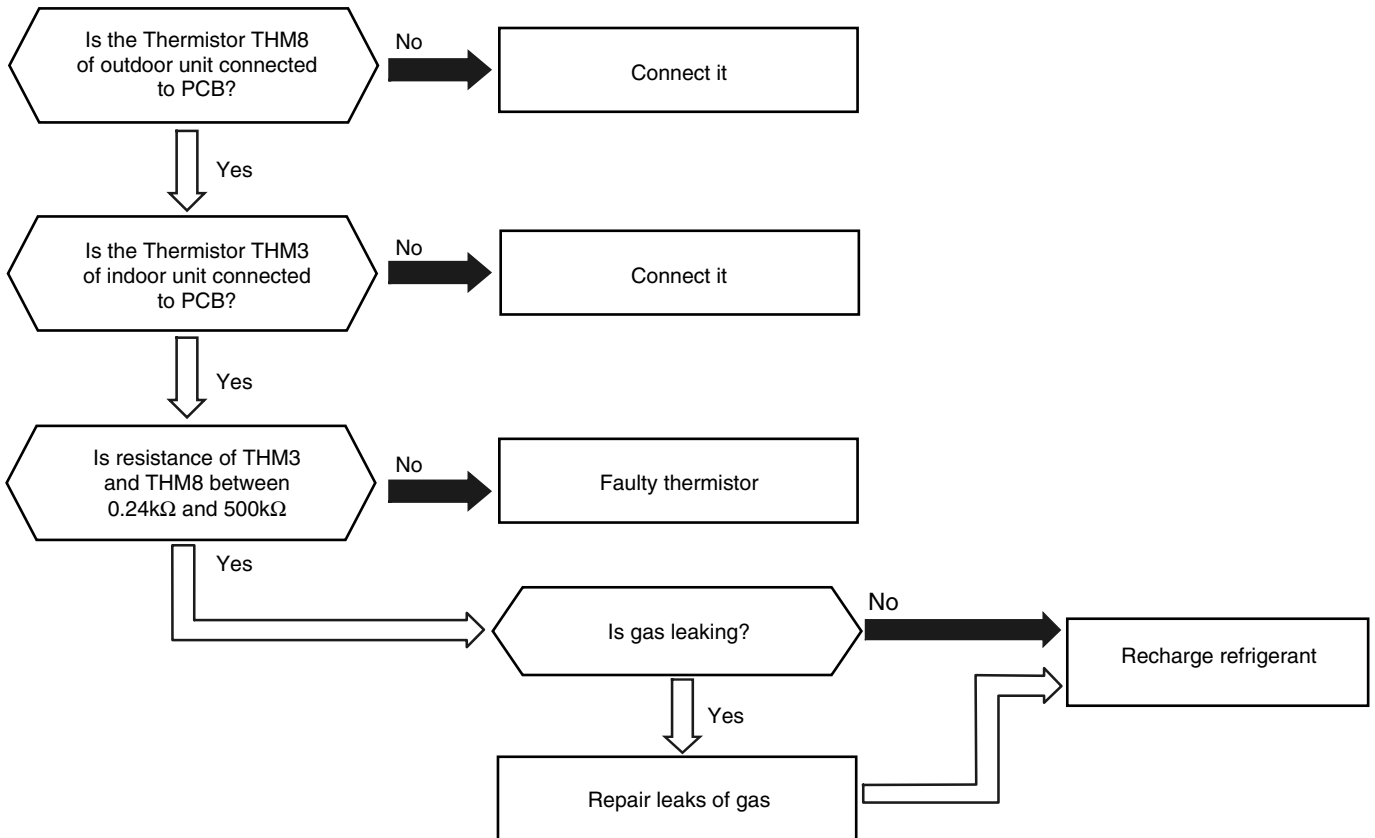 Is the Thermistor THM8
of outdoor unit connected
to PCB?
No
Connect it
Yes
Is the Thermistor THM3
of indoor unit connected
to PCB?
No
Connect it
Yes
Is resistance of THM3
and THM8 between
0.24kΩ and 500kΩ
No
Faulty thermistor
Yes
Is gas leaking?
No
Recharge refrigerant
Yes
Repair leaks of gas